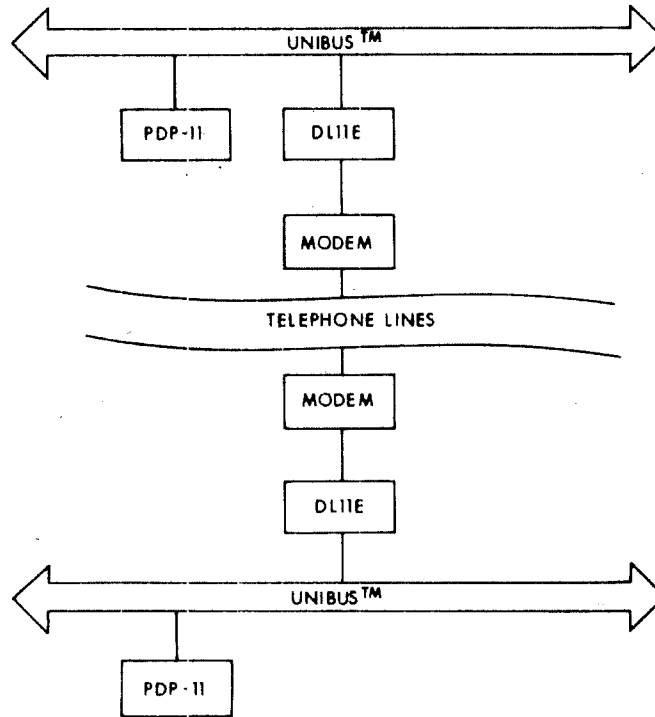 UNIBUS™
PDP-11
DL11E
MODEM
TELEPHONE LINES
MODEM
DL11E
UNIBUS™
PDP-11